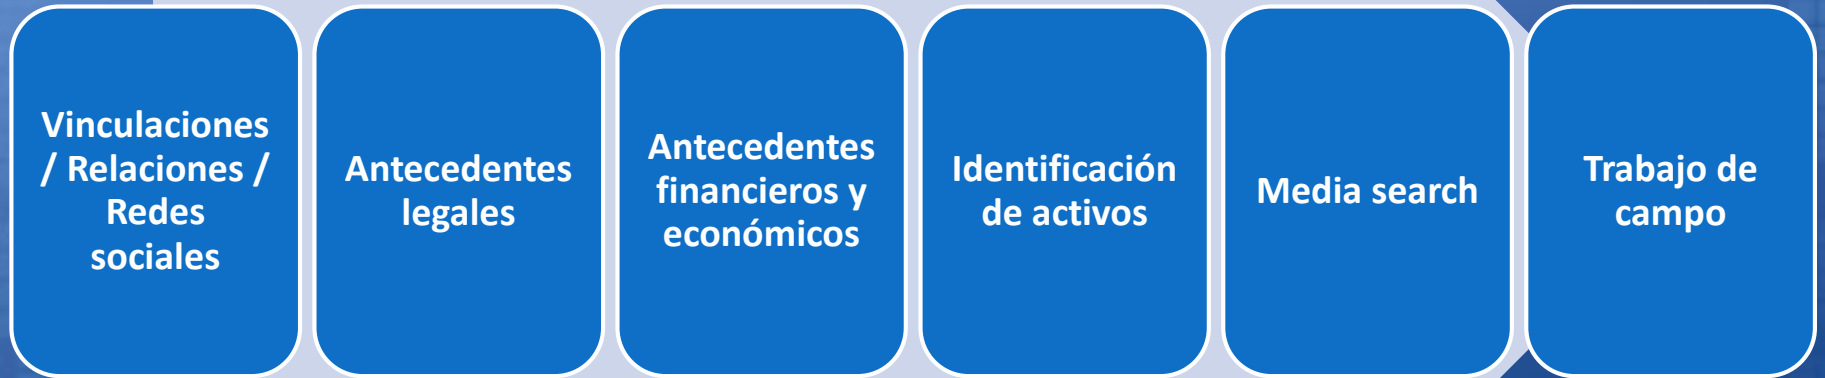 Vinculaciones
/ Relaciones /
Redes
sociales
Antecedentes
legales
Antecedentes
financieros y
económicos
Identificación
de activos
Media search
Trabajo de
campo